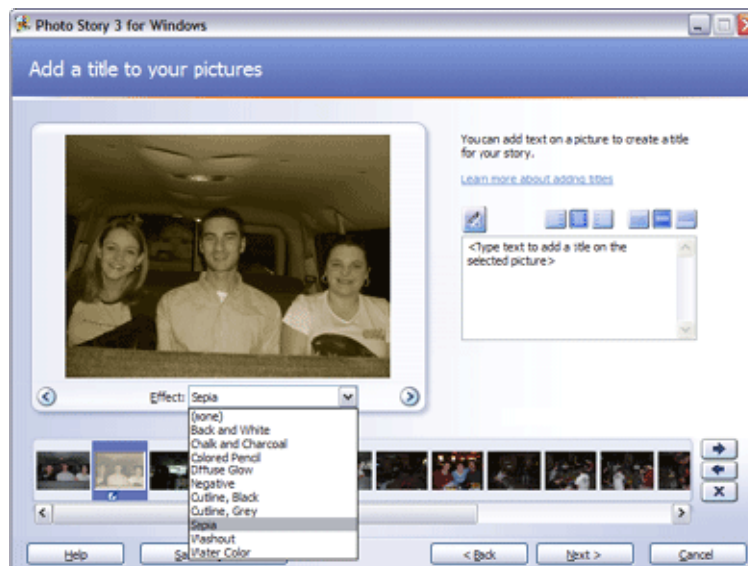 Photo Story 3 for Windows
Add a title to your pictures
You can add text on a picture to create a title
for your story.
Learn more about adding titles
<Type text to add a title on the
selected picture>
Effect: Sepia
(none)
Back and White
Chalk and Charcoal
Colored Pencil
Diffuse Glow
Negative
Outline, Black
Outline, Grey
Sepia
Washout
Water Color
Help
< Back
Next >
Cancel